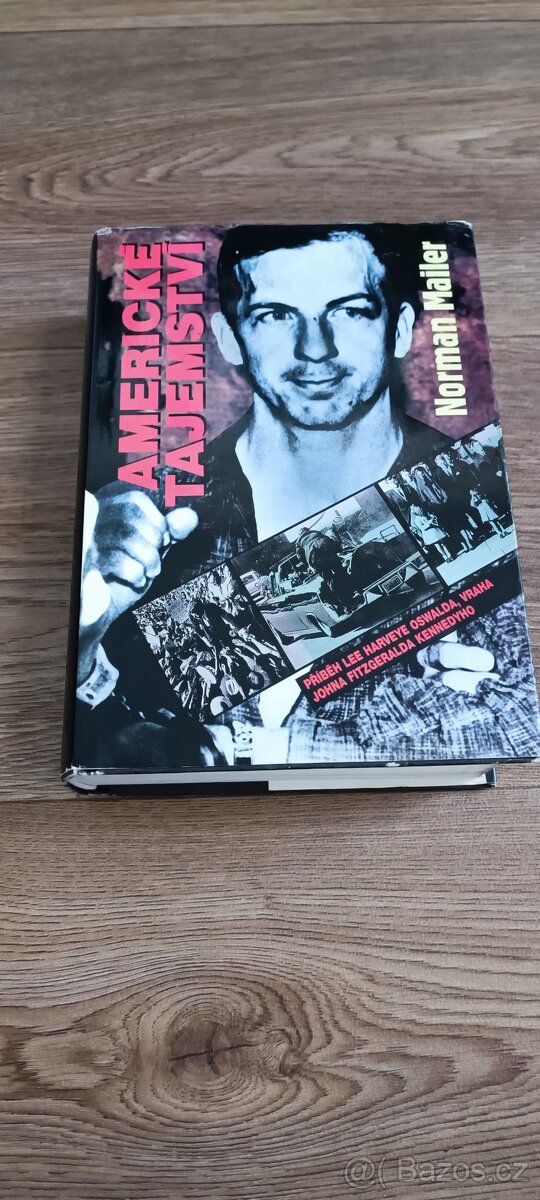 AMERICKÉ
TAJEMSTVÍ
Norman Mailer
PŘÍBĚH LEE HARVEYE OSWALDA, VRAHA
JOHNA FITZGERALDA KENNEDYHO
@ Bazos.cz